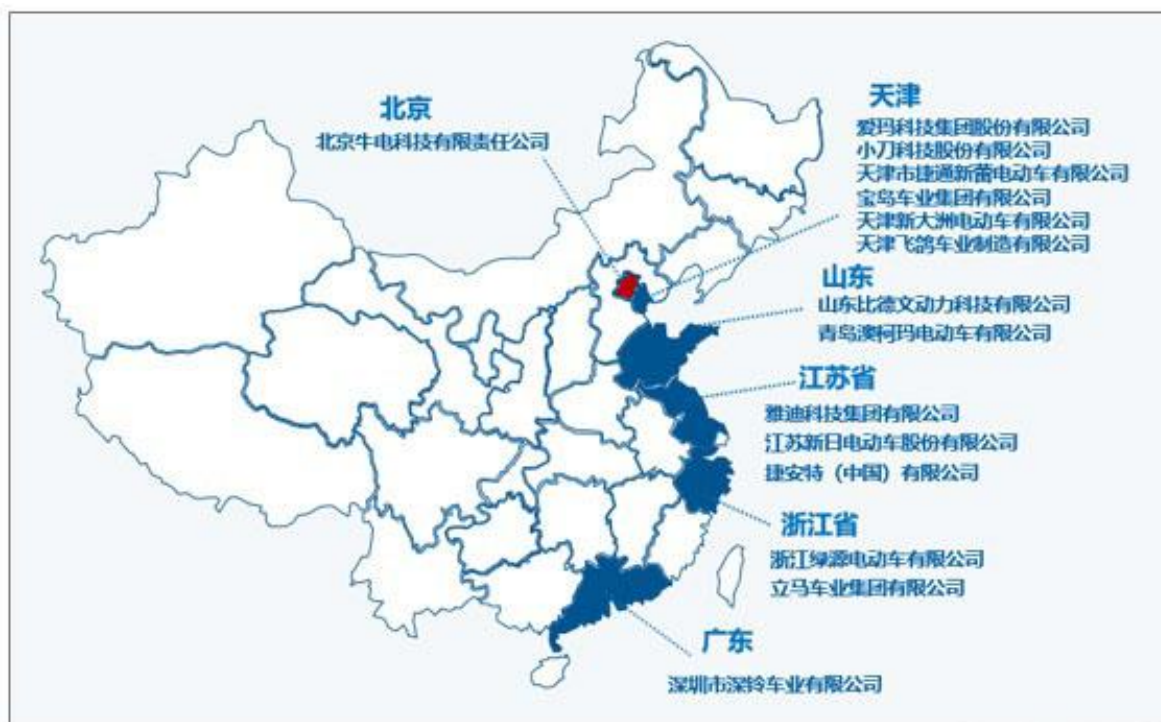 北京
北京牛电科技有限责任公司
天津
爱玛科技集团股份有限公司
小刀科技股份有限公司
天津市捷通新蕾电动车有限公司
宝岛车业集团有限公司
天津新大洲电动车有限公司
天津飞鸽车业制造有限公司
山东
山东比德文动力科技有限公司
青岛澳柯玛电动车有限公司
江苏省
雅迪科技集团有限公司
江苏新日电动车股份有限公司
捷安特（中国）有限公司
浙江省
浙江绿源电动车有限公司
立马车业集团有限公司
广东
深圳市深铃车业有限公司